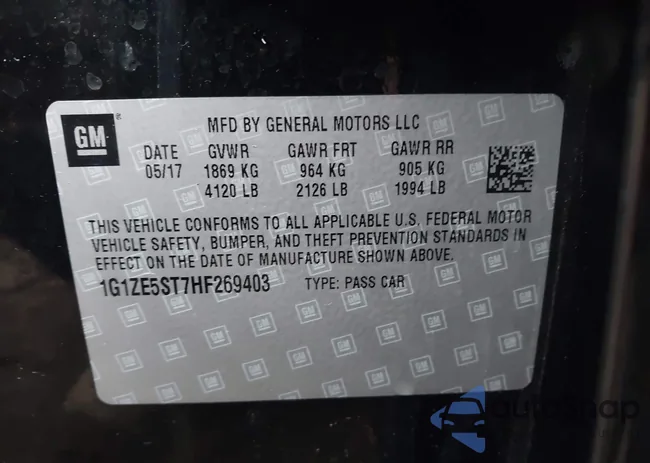 GM ®
MFD BY GENERAL MOTORS LLC
DATE GVWR GAWR FRT GAWR RR
05/17 1869 KG 964 KG 905 KG
4120 LB 2126 LB 1994 LB
THIS VEHICLE CONFORMS TO ALL APPLICABLE U.S. FEDERAL MOTOR
VEHICLE SAFETY, BUMPER, AND THEFT PREVENTION STANDARDS IN
EFFECT ON THE DATE OF MANUFACTURE SHOWN ABOVE.
1G1ZE5ST7HF269403 TYPE: PASS CAR